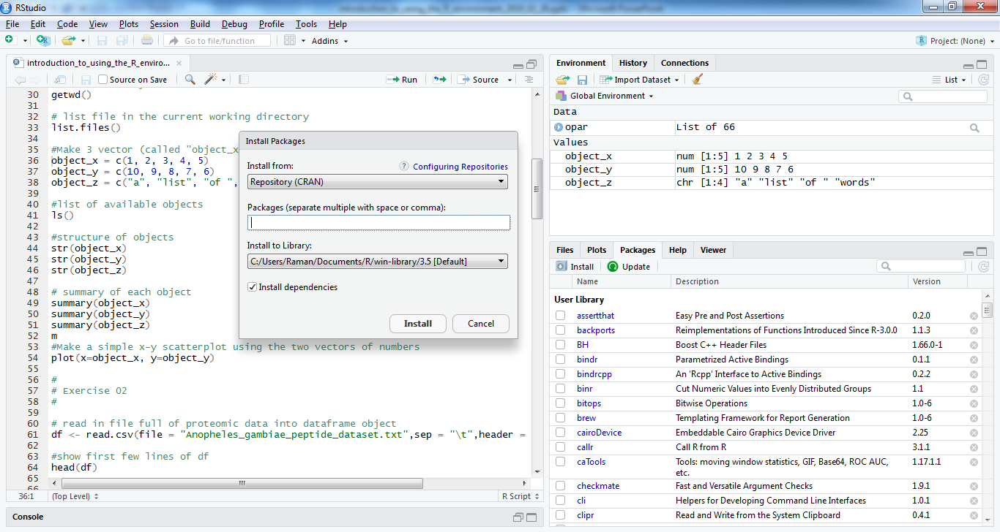 RStudio
File Edit Code View Plots Session Build Debug Profile Tools Help
Go to file/function Addins Project: (None)
introduction_to_using_the_R_enviro...
Source on Save Run Source
30 getwd()
31
32 # list file in the current working directory
33 list.files()
34
35 #Make 3 vector (called "object_x
36 object_x = c(1, 2, 3, 4, 5)
37 object_y = c(10, 9, 8, 7, 6)
38 object_z = c("a", "list", "of ",
39
40 #list of available objects
41 ls()
42
43 #structure of objects
44 str(object_x)
45 str(object_y)
46 str(object_z)
47
48 # summary of each object
49 summary(object_x)
50 summary(object_y)
51 summary(object_z)
52 m
53 #Make a simple x-y scatterplot using the two vectors of numbers
54 plot(x=object_x, y=object_y)
55
56 #
57 # Exercise 02
58 #
59
60 # read in file full of proteomic data into dataframe object
61 df <- read.csv(file = "Anopheles_gambiae_peptide_dataset.txt",sep = "\t",header =
62
63 #show first few lines of df
64 head(df)
65
36:1 (Top Level) R Script
Console
Install Packages
Install from: ? Configuring Repositories
Repository (CRAN)
Packages (separate multiple with space or comma):
Install to Library:
C:/Users/Raman/Documents/R/win-library/3.5 [Default]
Install dependencies
Install Cancel
Environment History Connections
Import Dataset List
Global Environment
Data
opar List of 66
Values
object_x num [1:5] 1 2 3 4 5
object_y num [1:5] 10 9 8 7 6
object_z chr [1:4] "a" "list" "of " "words"
Files Plots Packages Help Viewer
Install Update
Name Description Version
User Library
assertthat Easy Pre and Post Assertions 0.2.0
backports Reimplementations of Functions Introduced Since R-3.0.0 1.1.3
BH Boost C++ Header Files 1.66.0-1
bindr Parametrized Active Bindings 0.1.1
bindrcpp An 'Rcpp' Interface to Active Bindings 0.2.2
binr Cut Numeric Values into Evenly Distributed Groups 1.1
bitops Bitwise Operations 1.0-6
brew Templating Framework for Report Generation 1.0-6
cairoDevice Embeddable Cairo Graphics Device Driver 2.25
callr Call R from R 3.1.1
caTools Tools: moving window statistics, GIF, Base64, ROC AUC, 1.17.1.1
etc.
checkmate Fast and Versatile Argument Checks 1.9.1
cli Helpers for Developing Command Line Interfaces 1.0.1
clipr Read and Write from the System Clipboard 0.4.1